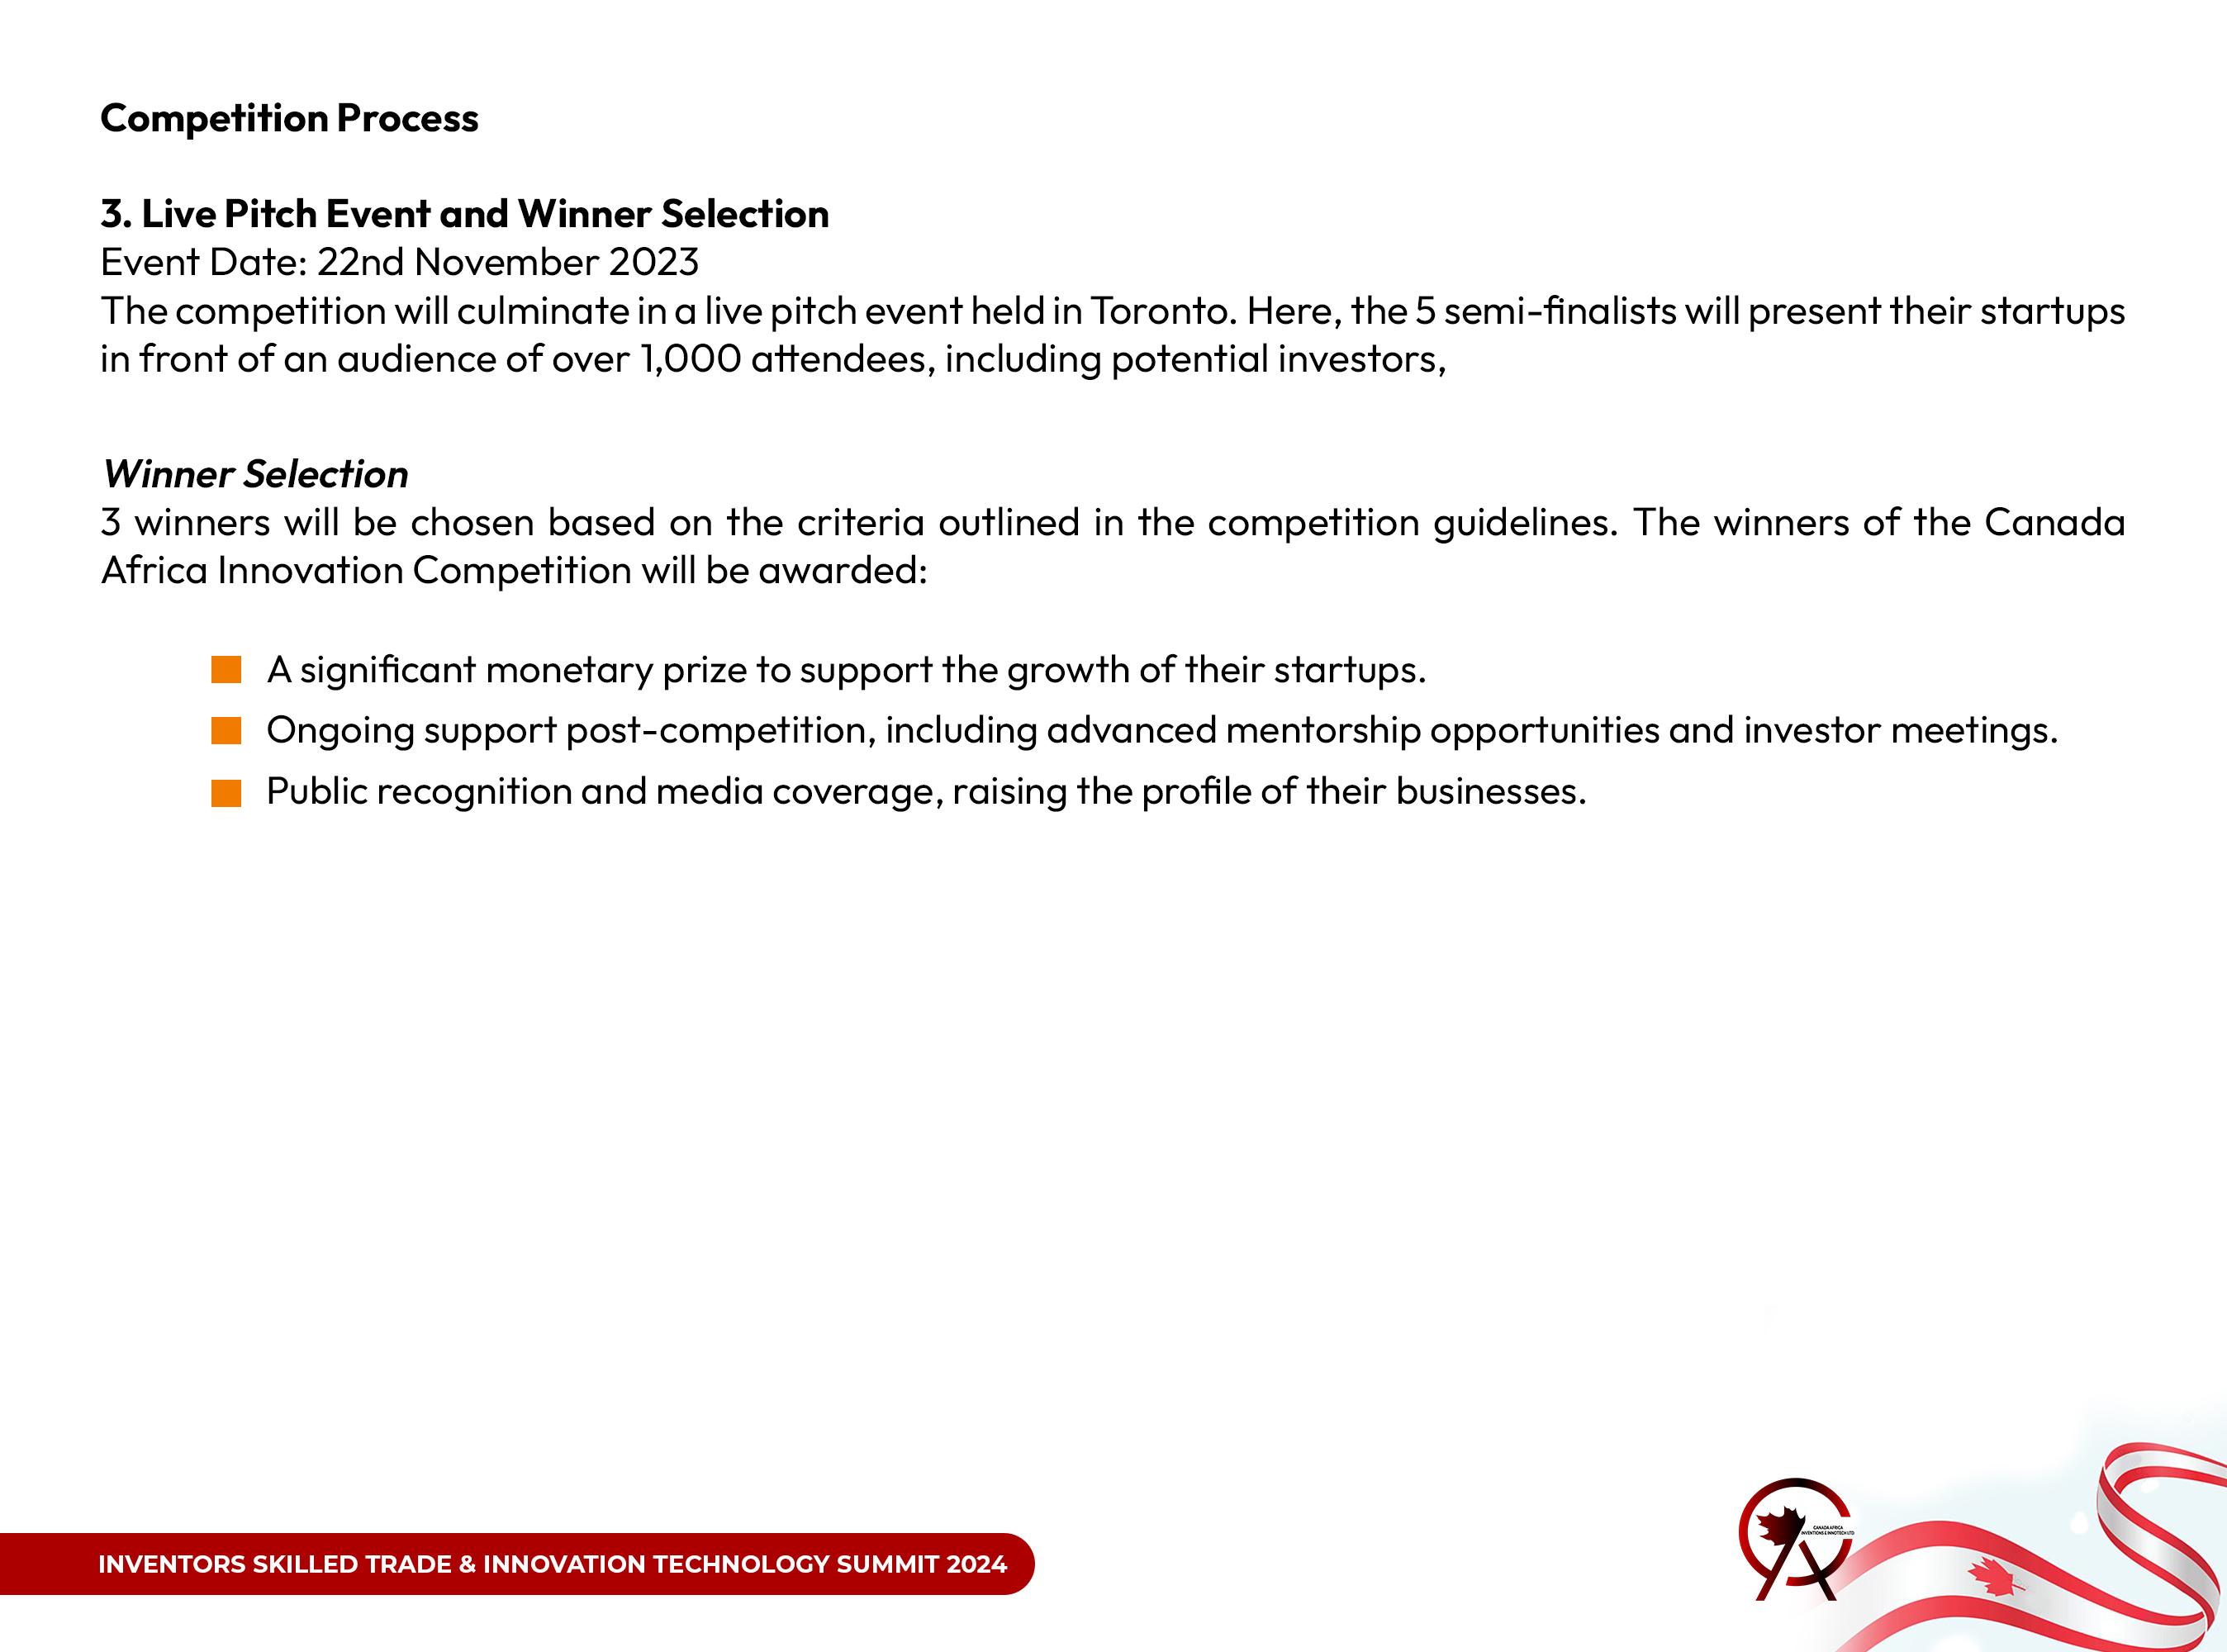 Competition Process
3. Live Pitch Event and Winner Selection
Event Date: 22nd November 2023
The competition will culminate in a live pitch event held in Toronto. Here, the 5 semi-finalists will present their startups
in front of an audience of over 1,000 attendees, including potential investors,
Winner Selection
3 winners will be chosen based on the criteria outlined in the competition guidelines. The winners of the Canada
Africa Innovation Competition will be awarded:
A significant monetary prize to support the growth of their startups.
Ongoing support post-competition, including advanced mentorship opportunities and investor meetings.
Public recognition and media coverage, raising the profile of their businesses.
CANADA AFRICA
INVENTIONS & INNOTECH LTD
INVENTORS SKILLED TRADE & INNOVATION TECHNOLOGY SUMMIT 2024